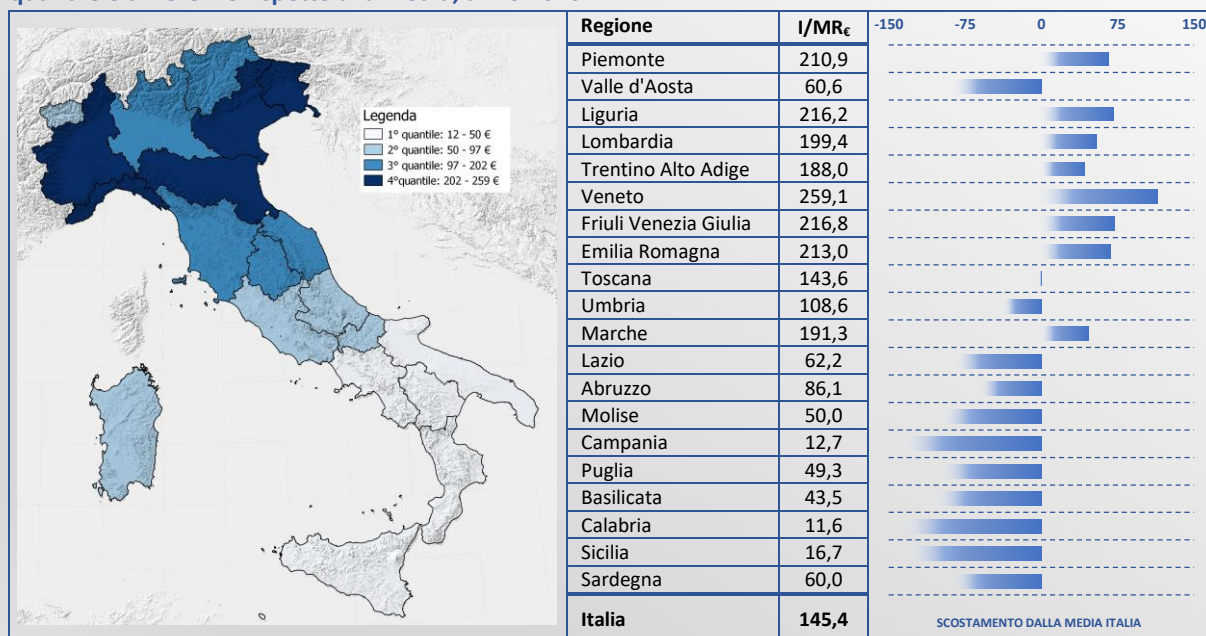 Legenda
1° quantile: 12 - 50 €
2° quantile: 50 - 97 €
3° quantile: 97 - 202 €
4°quantile: 202 - 259 €
Regione I/MR€ -150 -75 0 75 150
Piemonte 210,9
Valle d'Aosta 60,6
Liguria 216,2
Lombardia 199,4
Trentino Alto Adige 188,0
Veneto 259,1
Friuli Venezia Giulia 216,8
Emilia Romagna 213,0
Toscana 143,6
Umbria 108,6
Marche 191,3
Lazio 62,2
Abruzzo 86,1
Molise 50,0
Campania 12,7
Puglia 49,3
Basilicata 43,5
Calabria 11,6
Sicilia 16,7
Sardegna 60,0
Italia 145,4 SCOSTAMENTO DALLA MEDIA ITALIA